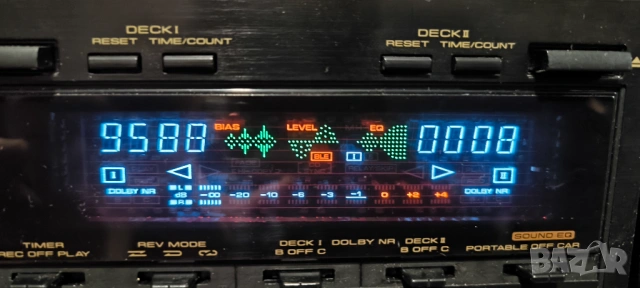 DECK I
DECK II
RESET TIME/COUNT
RESET TIME/COUNT
9588 BIAS LEVEL EQ 0008
BLE
I II
DOLBY NR DOLBY NR
L
dB -∞ -20 -10 -6 -3 -1 0 +2 +4
R
SOUND EQ
TIMER REV MODE DECK I DOLBY NR DECK II PORTABLE OFF CAR
REC OFF PLAY B OFF C B OFF C
BAZAR